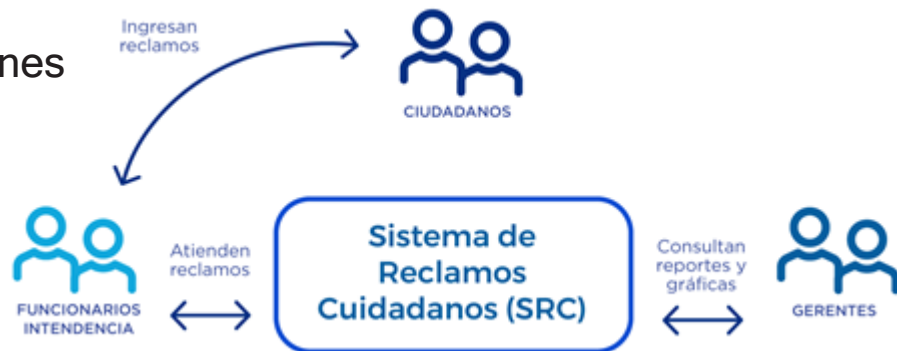 Ingresan
reclamos
nes
CIUDADANOS
FUNCIONARIOS
INTENDENCIA
Atienden
reclamos
Sistema de
Reclamos
Cuidadanos (SRC)
Consultan
reportes y
gráficas
GERENTES